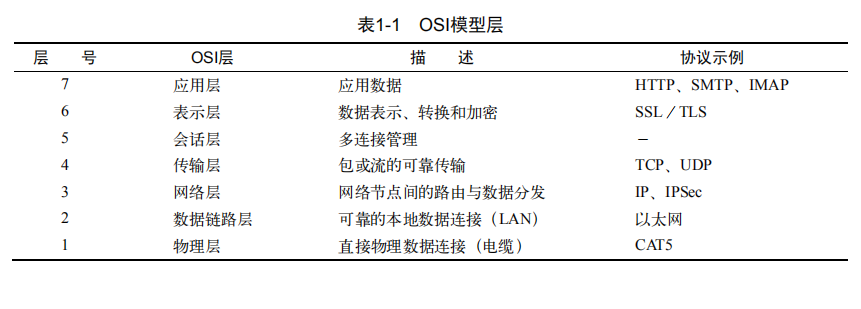 表1-1 OSI模型层
层 号 OSI层 描 述 协议示例
7 应用层 应用数据 HTTP、SMTP、IMAP
6 表示层 数据表示、转换和加密 SSL／TLS
5 会话层 多连接管理 －
4 传输层 包或流的可靠传输 TCP、UDP
3 网络层 网络节点间的路由与数据分发 IP、IPSec
2 数据链路层 可靠的本地数据连接（LAN） 以太网
1 物理层 直接物理数据连接（电缆） CAT5